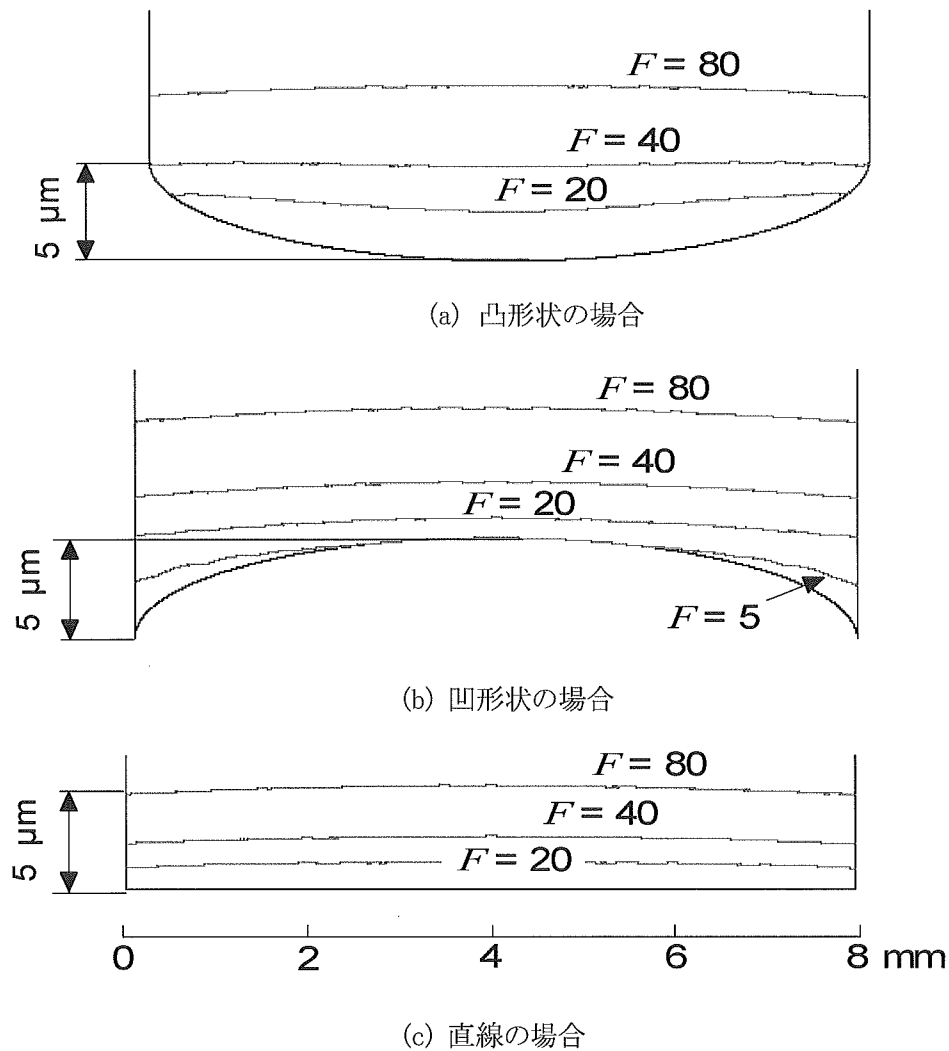 F = 80
F = 40
F = 20
5 μm
(a) 凸形状の場合
F = 80
F = 40
F = 20
5 μm
F = 5
(b) 凹形状の場合
F = 80
F = 40
F = 20
5 μm
0 2 4 6 8 mm
(c) 直線の場合